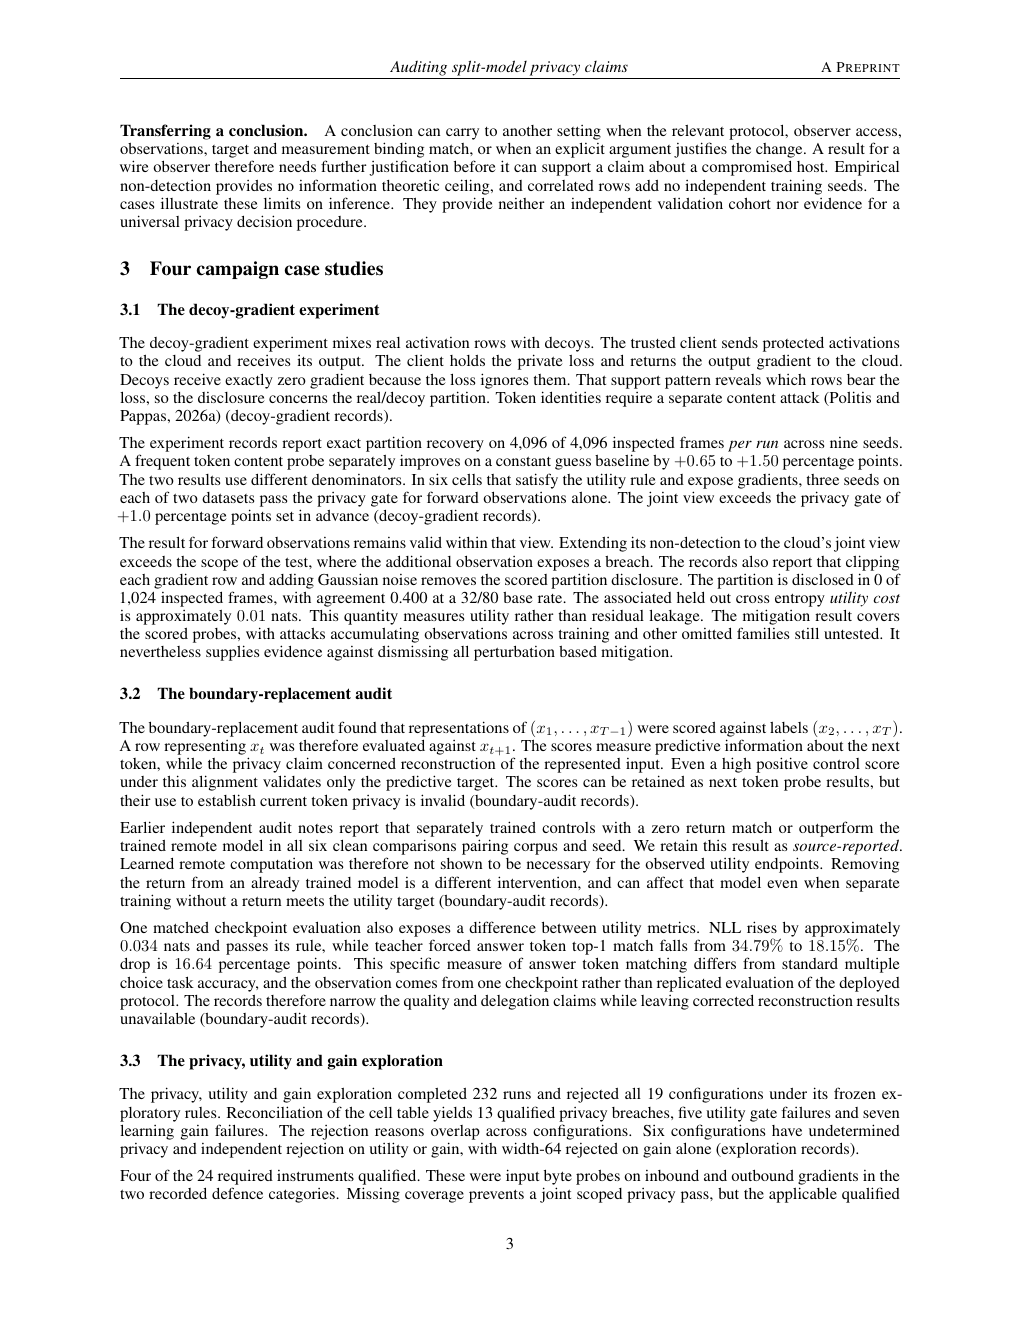 Auditing split-model privacy claims
A PREPRINT
Transferring a conclusion. A conclusion can carry to another setting when the relevant protocol, observer access,
observations, target and measurement binding match, or when an explicit argument justifies the change. A result for a
wire observer therefore needs further justification before it can support a claim about a compromised host. Empirical
non-detection provides no information theoretic ceiling, and correlated rows add no independent training seeds. The
cases illustrate these limits on inference. They provide neither an independent validation cohort nor evidence for a
universal privacy decision procedure.
3 Four campaign case studies
3.1 The decoy-gradient experiment
The decoy-gradient experiment mixes real activation rows with decoys. The trusted client sends protected activations
to the cloud and receives its output. The client holds the private loss and returns the output gradient to the cloud.
Decoys receive exactly zero gradient because the loss ignores them. That support pattern reveals which rows bear the
loss, so the disclosure concerns the real/decoy partition. Token identities require a separate content attack (Politis and
Pappas, 2026a) (decoy-gradient records).
The experiment records report exact partition recovery on 4,096 of 4,096 inspected frames per run across nine seeds.
A frequent token content probe separately improves on a constant guess baseline by +0.65 to +1.50 percentage points.
The two results use different denominators. In six cells that satisfy the utility rule and expose gradients, three seeds on
each of two datasets pass the privacy gate for forward observations alone. The joint view exceeds the privacy gate of
+1.0 percentage points set in advance (decoy-gradient records).
The result for forward observations remains valid within that view. Extending its non-detection to the cloud's joint view
exceeds the scope of the test, where the additional observation exposes a breach. The records also report that clipping
each gradient row and adding Gaussian noise removes the scored partition disclosure. The partition is disclosed in 0 of
1,024 inspected frames, with agreement 0.400 at a 32/80 base rate. The associated held out cross entropy utility cost
is approximately 0.01 nats. This quantity measures utility rather than residual leakage. The mitigation result covers
the scored probes, with attacks accumulating observations across training and other omitted families still untested. It
nevertheless supplies evidence against dismissing all perturbation based mitigation.
3.2 The boundary-replacement audit
The boundary-replacement audit found that representations of (x₁, . . . , x_{T−1}) were scored against labels (x₂, . . . , x_T).
A row representing x_t was therefore evaluated against x_{t+1}. The scores measure predictive information about the next
token, while the privacy claim concerned reconstruction of the represented input. Even a high positive control score
under this alignment validates only the predictive target. The scores can be retained as next token probe results, but
their use to establish current token privacy is invalid (boundary-audit records).
Earlier independent audit notes report that separately trained controls with a zero return match or outperform the
trained remote model in all six clean comparisons pairing corpus and seed. We retain this result as source-reported.
Learned remote computation was therefore not shown to be necessary for the observed utility endpoints. Removing
the return from an already trained model is a different intervention, and can affect that model even when separate
training without a return meets the utility target (boundary-audit records).
One matched checkpoint evaluation also exposes a difference between utility metrics. NLL rises by approximately
0.034 nats and passes its rule, while teacher forced answer token top-1 match falls from 34.79% to 18.15%. The
drop is 16.64 percentage points. This specific measure of answer token matching differs from standard multiple
choice task accuracy, and the observation comes from one checkpoint rather than replicated evaluation of the deployed
protocol. The records therefore narrow the quality and delegation claims while leaving corrected reconstruction results
unavailable (boundary-audit records).
3.3 The privacy, utility and gain exploration
The privacy, utility and gain exploration completed 232 runs and rejected all 19 configurations under its frozen ex-
ploratory rules. Reconciliation of the cell table yields 13 qualified privacy breaches, five utility gate failures and seven
learning gain failures. The rejection reasons overlap across configurations. Six configurations have undetermined
privacy and independent rejection on utility or gain, with width-64 rejected on gain alone (exploration records).
Four of the 24 required instruments qualified. These were input byte probes on inbound and outbound gradients in the
two recorded defence categories. Missing coverage prevents a joint scoped privacy pass, but the applicable qualified
3